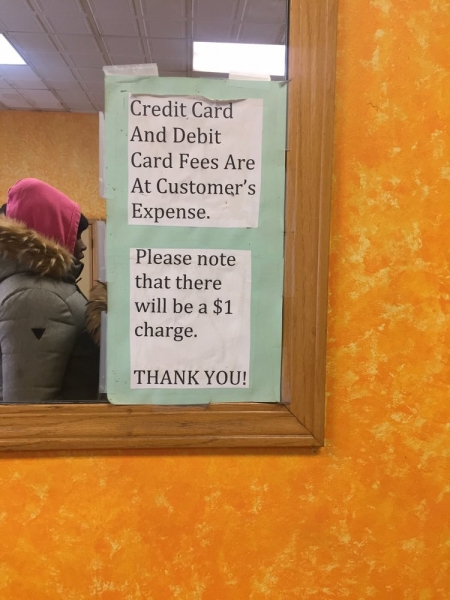 Credit Card
And Debit
Card Fees Are
At Customer's
Expense.
Please note
that there
will be a $1
charge.
THANK YOU!